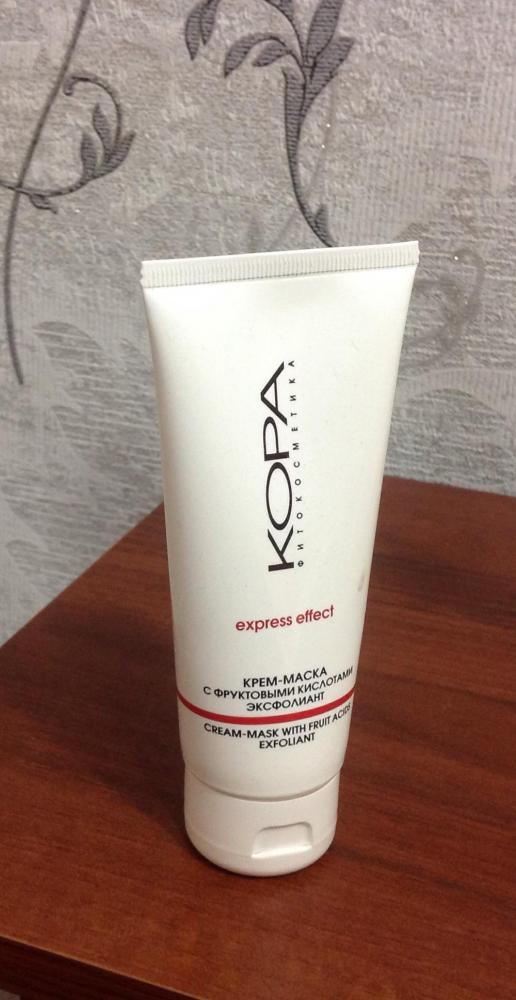 КОРА
ФИТОКОСМЕТИКА
express effect
КРЕМ-МАСКА
С ФРУКТОВЫМИ КИСЛОТАМИ
ЭКСФОЛИАНТ
CREAM-MASK WITH FRUIT ACIDS
EXFOLIANT